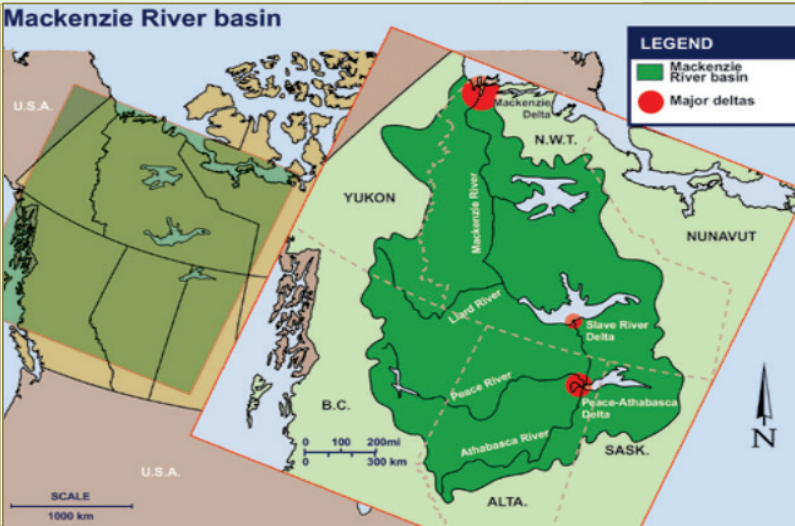 Mackenzie River basin
LEGEND
Mackenzie
River basin
Major deltas
U.S.A.
Mackenzie
Delta
N.W.T.
YUKON
Mackenzie River
NUNAVUT
Liard River
Slave River
Delta
Peace River
Peace-Athabasca
Delta
B.C.
0 100 200mi
0 300 km
Athabasca River
SASK.
N
U.S.A.
ALTA.
SCALE
1000 km